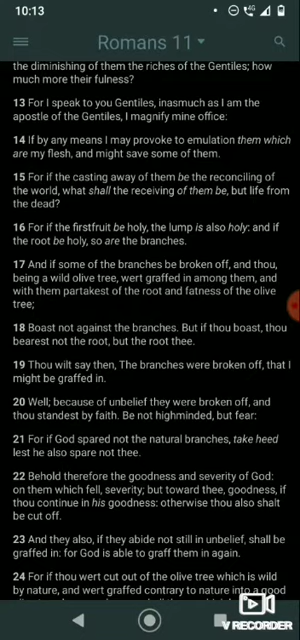 10:13
4G
Romans 11
the diminishing of them the riches of the Gentiles; how
much more their fulness?
13 For I speak to you Gentiles, inasmuch as I am the
apostle of the Gentiles, I magnify mine office:
14 If by any means I may provoke to emulation them which
are my flesh, and might save some of them.
15 For if the casting away of them be the reconciling of
the world, what shall the receiving of them be, but life from
the dead?
16 For if the firstfruit be holy, the lump is also holy: and if
the root be holy, so are the branches.
17 And if some of the branches be broken off, and thou,
being a wild olive tree, wert graffed in among them, and
with them partakest of the root and fatness of the olive
tree;
18 Boast not against the branches. But if thou boast, thou
bearest not the root, but the root thee.
19 Thou wilt say then, The branches were broken off, that I
might be graffed in.
20 Well; because of unbelief they were broken off, and
thou standest by faith. Be not highminded, but fear:
21 For if God spared not the natural branches, take heed
lest he also spare not thee.
22 Behold therefore the goodness and severity of God:
on them which fell, severity; but toward thee, goodness, if
thou continue in his goodness: otherwise thou also shalt
be cut off.
23 And they also, if they abide not still in unbelief, shall be
graffed in: for God is able to graff them in again.
24 For if thou wert cut out of the olive tree which is wild
by nature, and wert graffed contrary to nature into a good
V RECORDER